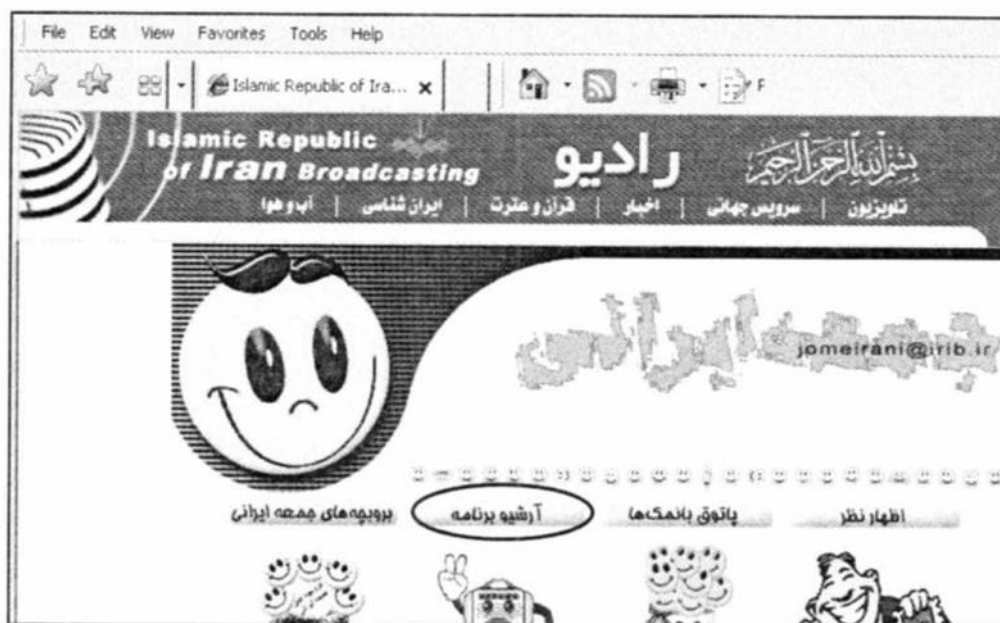 File Edit View Favorites Tools Help
Islamic Republic of Ira... x
Islamic Republic
of Iran Broadcasting
رادیو
بسم الله الرحمن الرحیم
تلویزیون | سرویس جهانی | اخبار | قرآن و عترت | ایران شناسی | آب و هوا
جمعه ایرانی
jomeirani@irib.ir
اظهار نظر
پاتوق بانمک‌ها
آرشیو برنامه
بروبچه‌های جمعه ایرانی